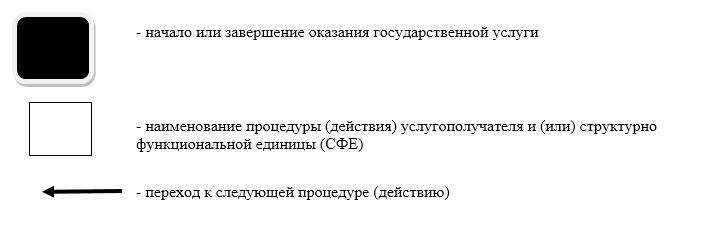 - начало или завершение оказания государственной услуги
- наименование процедуры (действия) услугополучателя и (или) структурно
функциональной единицы (СФЕ)
- переход к следующей процедуре (действию)